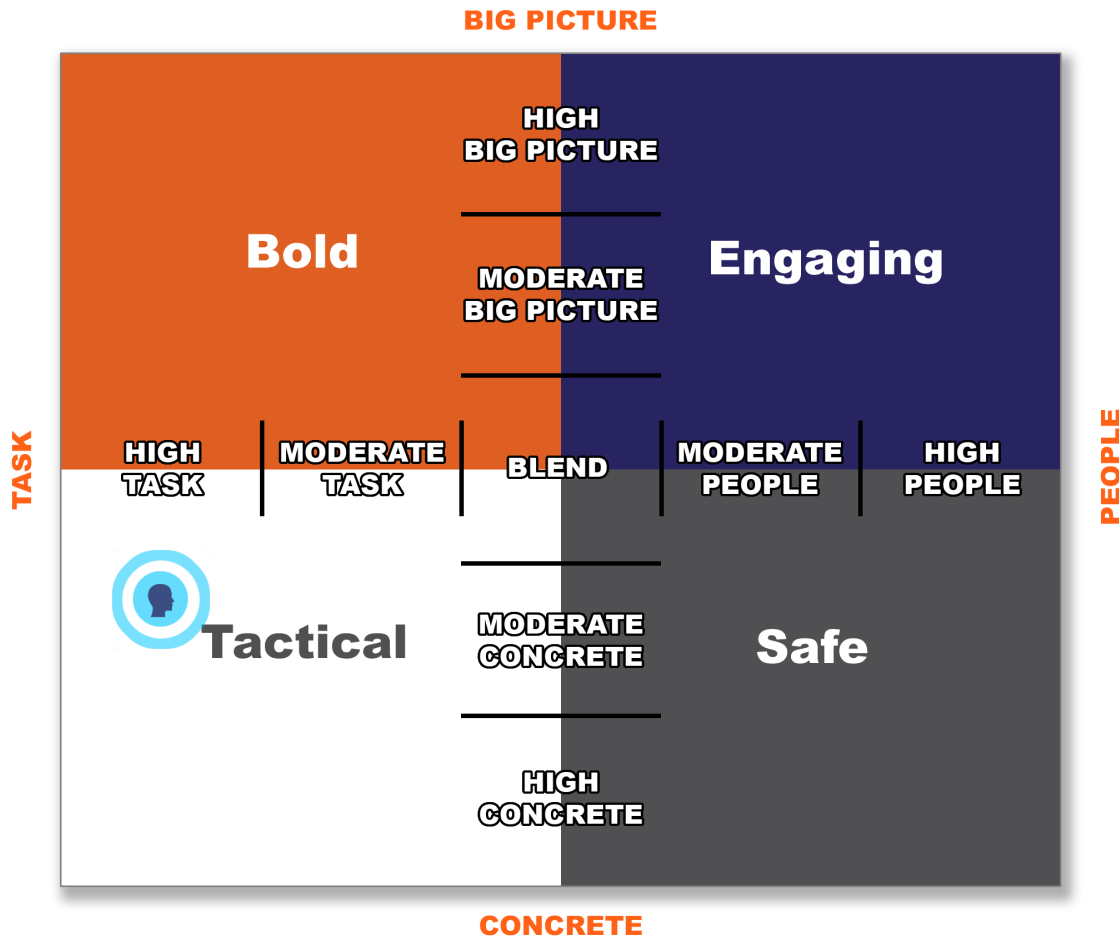 BIG PICTURE
HIGH
BIG PICTURE
Bold
Engaging
MODERATE
BIG PICTURE
TASK
HIGH
TASK
MODERATE
TASK
BLEND
MODERATE
PEOPLE
HIGH
PEOPLE
PEOPLE
Tactical
MODERATE
CONCRETE
Safe
HIGH
CONCRETE
CONCRETE